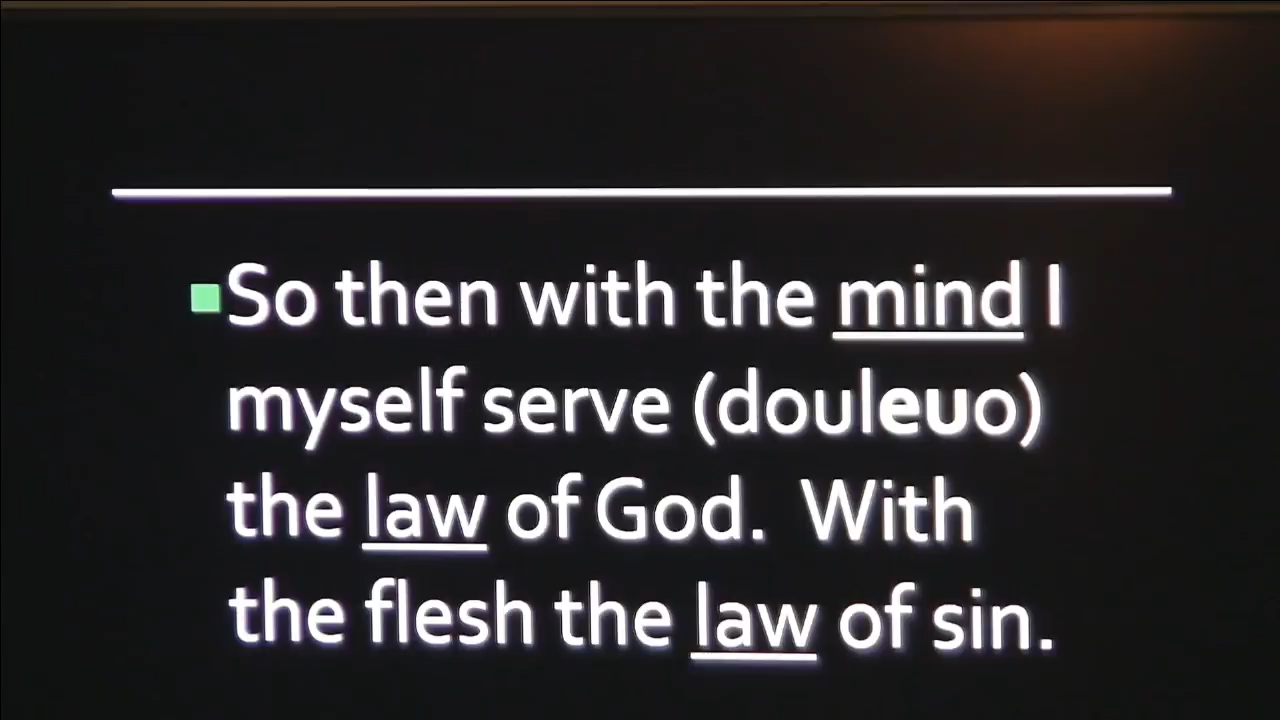 So then with the mind I
myself serve (douleuo)
the law of God. With
the flesh the law of sin.